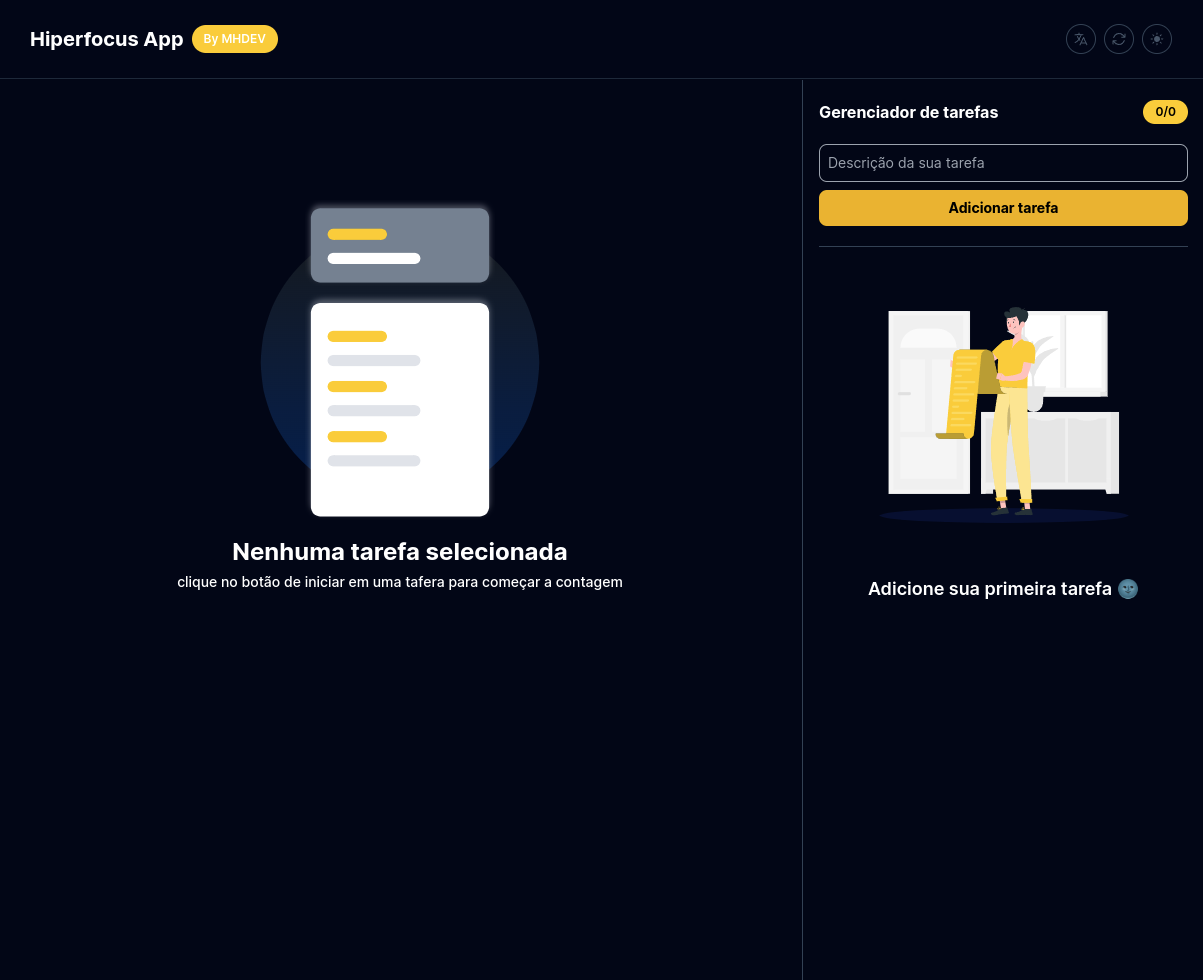 Hiperfocus App
By MHDEV
Gerenciador de tarefas
0/0
Descrição da sua tarefa
Adicionar tarefa
Nenhuma tarefa selecionada
clique no botão de iniciar em uma tafera para começar a contagem
Adicione sua primeira tarefa 🌚